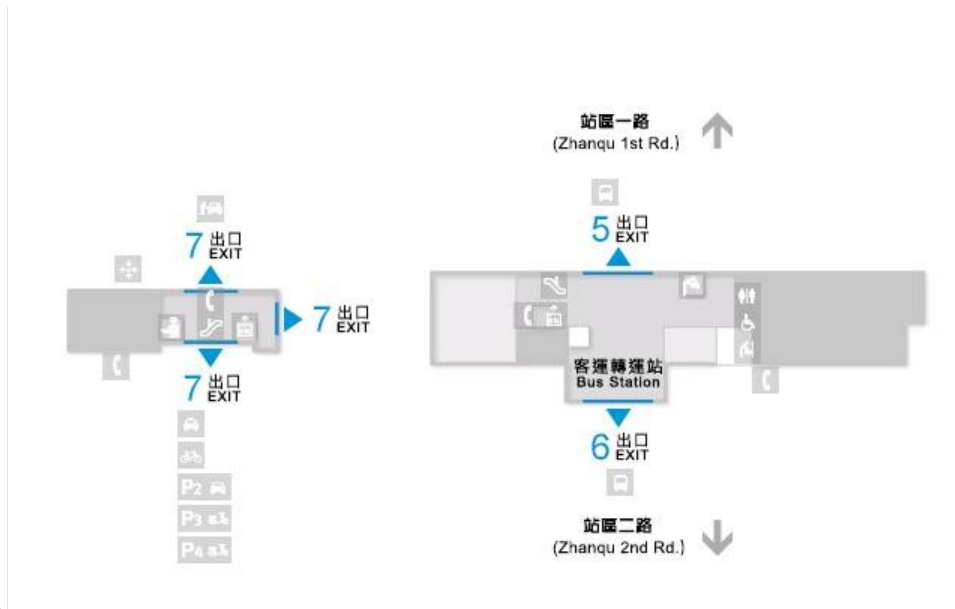 站區一路
(Zhanqu 1st Rd.)
5 出口
EXIT
7 出口
EXIT
7 出口
EXIT
7 出口
EXIT
客運轉運站
Bus Station
6 出口
EXIT
P2
P3
P4
站區二路
(Zhanqu 2nd Rd.)